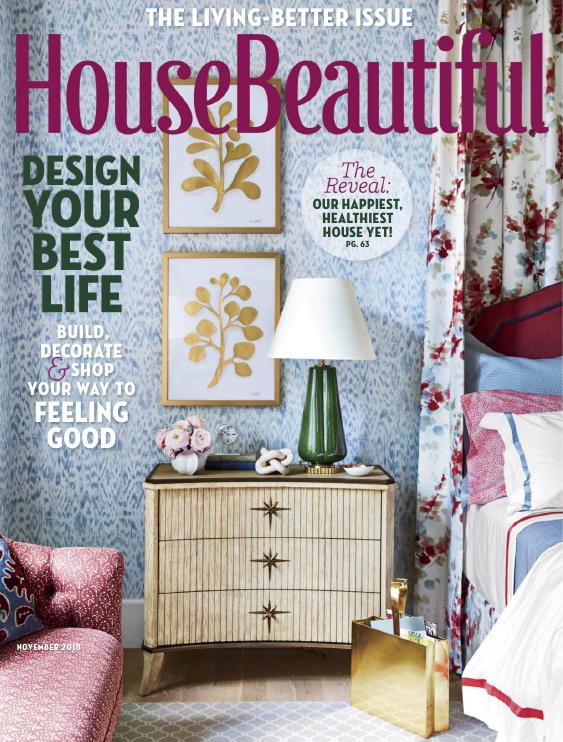 THE LIVING-BETTER ISSUE
HouseBeautiful
DESIGN
YOUR
BEST
LIFE
BUILD,
DECORATE
& SHOP
YOUR WAY TO
FEELING
GOOD
The
Reveal:
OUR HAPPIEST,
HEALTHIEST
HOUSE YET!
PG. 63
NOVEMBER 2018